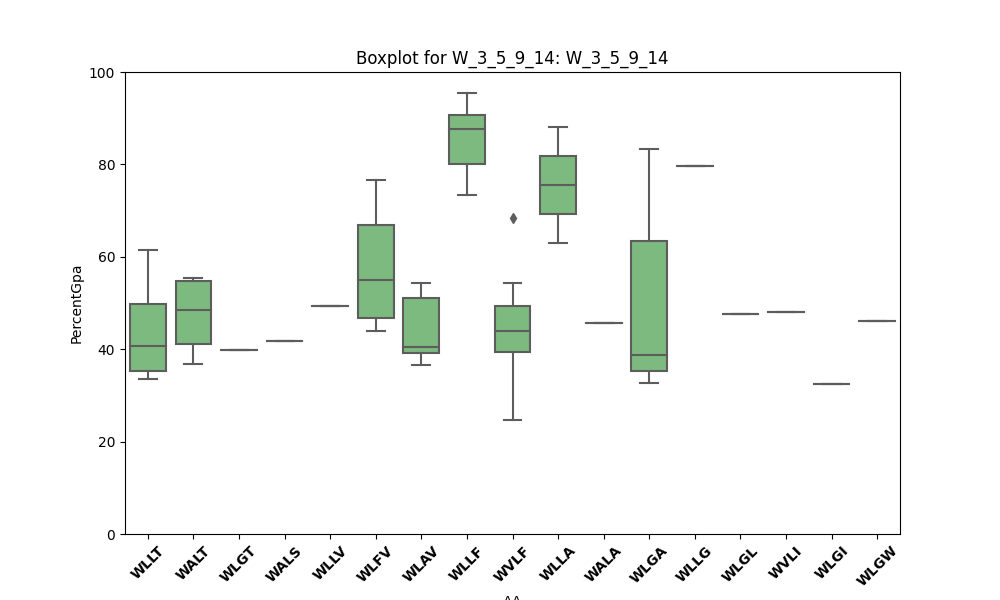 Boxplot for W_3_5_9_14: W_3_5_9_14
100
80
60
40
20
0
PercentGpa
WLLT WALT WLGT WALS WLLV WLFV WLAV WLLF WVLF WLLA WALA WLGA WLLG WLGL WVLI WLGI WLGW